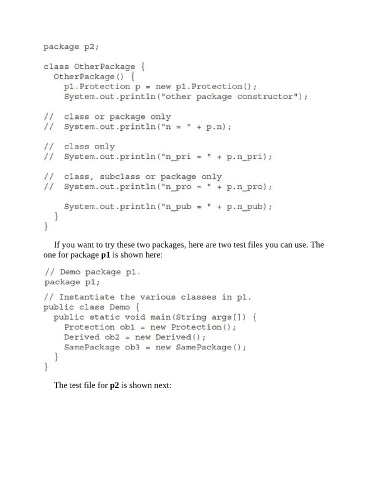 package p2;
class OtherPackage {
OtherPackage() {
p1.Protection p = new p1.Protection();
System.out.println("other package constructor");
// class or package only
// System.out.println("n = " + p.n);
// class only
// System.out.println("n_pri = " + p.n_pri);
// class, subclass or package only
// System.out.println("n_pro = " + p.n_pro);
System.out.println("n_pub = " + p.n_pub);
}
}
If you want to try these two packages, here are two test files you can use. The
one for package p1 is shown here:
// Demo package p1.
package p1;
// Instantiate the various classes in p1.
public class Demo {
public static void main(String args[]) {
Protection ob1 = new Protection();
Derived ob2 = new Derived();
SamePackage ob3 = new SamePackage();
}
}
The test file for p2 is shown next: